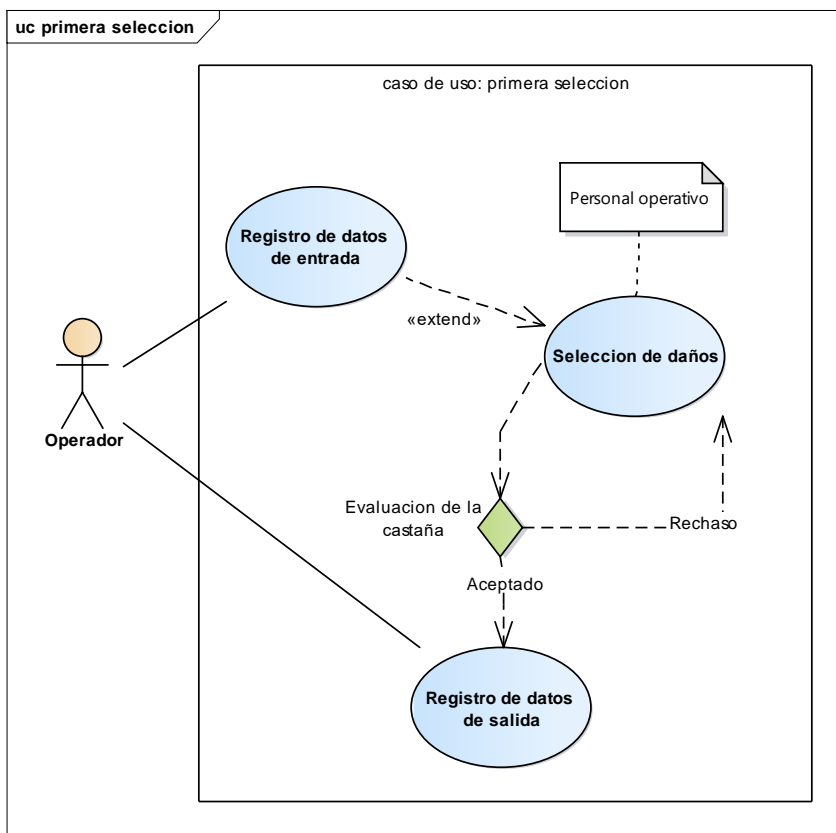 uc primera seleccion
caso de uso: primera seleccion
Personal operativo
Registro de datos
de entrada
«extend»
Seleccion de daños
Operador
Evaluacion de la
castaña
Rechaso
Aceptado
Registro de datos
de salida